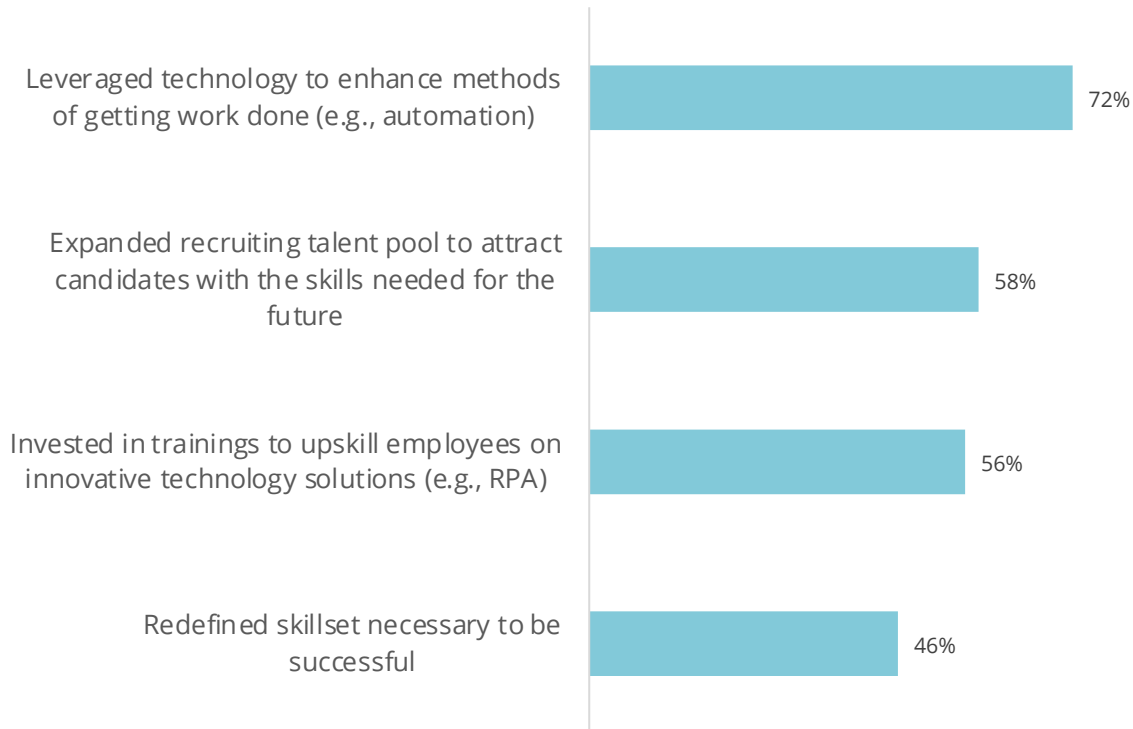 Leveraged technology to enhance methods
of getting work done (e.g., automation)
72%
Expanded recruiting talent pool to attract
candidates with the skills needed for the
future
58%
Invested in trainings to upskill employees on
innovative technology solutions (e.g., RPA)
56%
Redefined skillset necessary to be
successful
46%